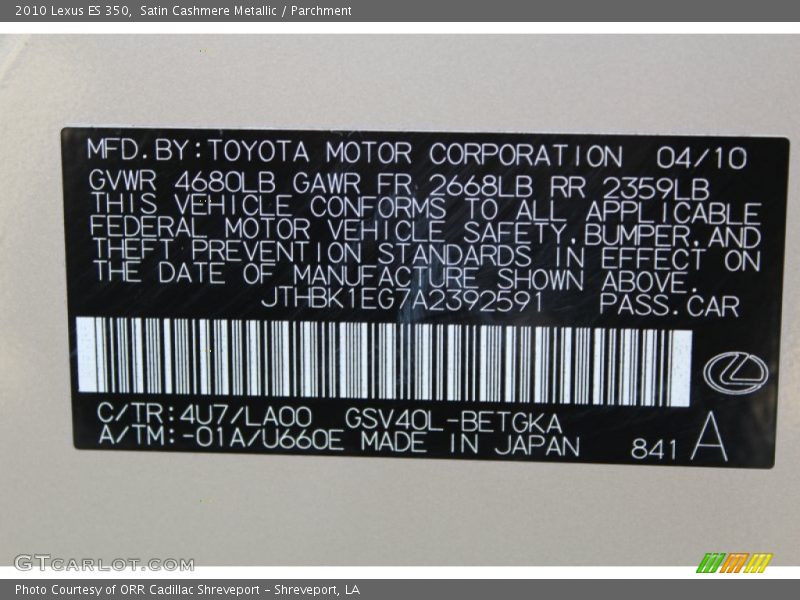 2010 Lexus ES 350, Satin Cashmere Metallic / Parchment
MFD.BY:TOYOTA MOTOR CORPORATION 04/10
GVWR 4680LB GAWR FR 2668LB RR 2359LB
THIS VEHICLE CONFORMS TO ALL APPLICABLE
FEDERAL MOTOR VEHICLE SAFETY,BUMPER,AND
THEFT PREVENTION STANDARDS IN EFFECT ON
THE DATE OF MANUFACTURE SHOWN ABOVE.
JTHBK1EG7A2392591 PASS.CAR
C/TR:4U7/LA00 GSV40L-BETGKA
A/TM:-01A/U660E MADE IN JAPAN 841 A
GTCARLOT.COM
Photo Courtesy of ORR Cadillac Shreveport - Shreveport, LA